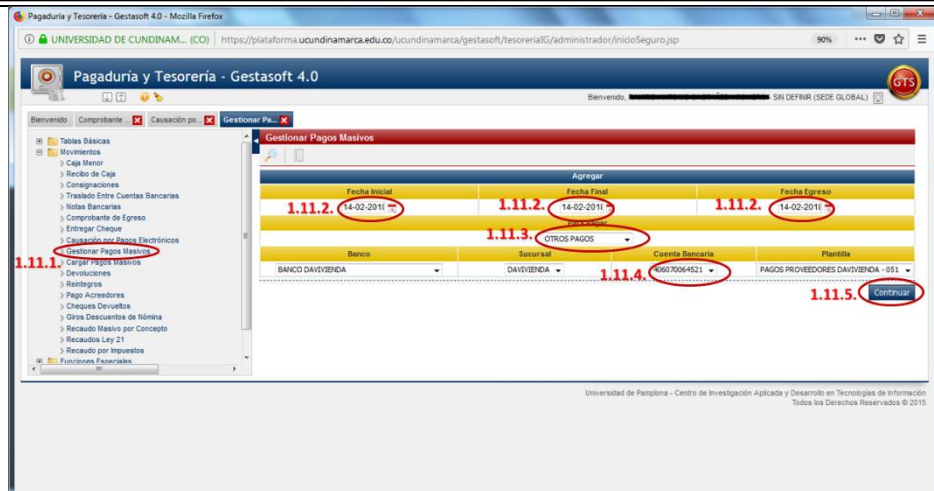 Pagaduría y Tesorería - Gestasoft 4.0 - Mozilla Firefox
UNIVERSIDAD DE CUNDINAM... (CO) https://plataforma.ucundinamarca.edu.co/ucundinamarca/gestasoft/tesoreriaIG/administrador/inicioSeguro.jsp 90%
Pagaduría y Tesorería - Gestasoft 4.0
GTS
Bienvenido, SIN DEFINIR (SEDE GLOBAL)
Bienvenido Comprobante ... Causación po... Gestionar Pa...
Tablas Básicas
Movimientos
Caja Menor
Recibo de Caja
Consignaciones
Traslado Entre Cuentas Bancarias
Notas Bancarias
Comprobante de Egreso
Entregar Cheque
Causación por Pagos Electrónicos
Gestionar Pagos Masivos
1.11.1.
Cargar Pagos Masivos
Devoluciones
Reintegros
Pago Acreedores
Cheques Devueltos
Giros Descuentos de Nómina
Recaudo Masivo por Concepto
Recaudos Ley 21
Recaudo por Impuestos
Funciones Especiales
Gestionar Pagos Masivos
Agregar
Fecha Inicial Fecha Final Fecha Egreso
1.11.2. 14-02-201 1.11.2. 14-02-201 1.11.2. 14-02-201
Pagar
1.11.3. OTROS PAGOS
Banco Sucursal Cuenta Bancaria Plantilla
BANCO DAVIVIENDA DAVIVIENDA 1.11.4. 406070064521 PAGOS PROVEEDORES DAVIVIENDA - 051
1.11.5. Continuar
Universidad de Pamplona - Centro de Investigación Aplicada y Desarrollo en Tecnologías de Información
Todos los Derechos Reservados © 2015